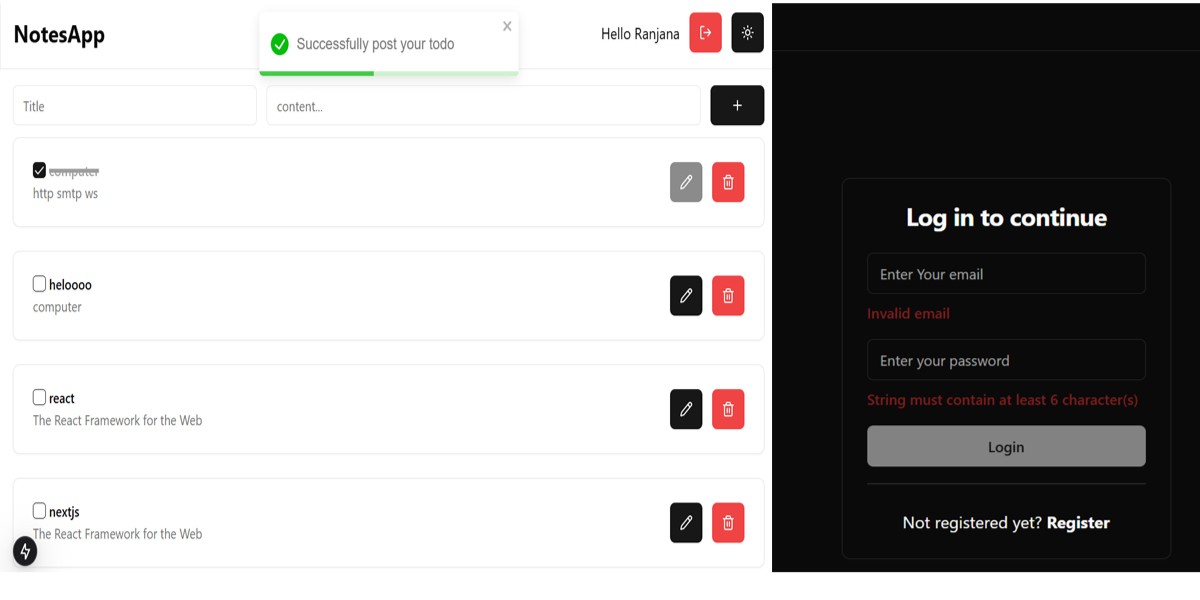 NotesApp
Successfully post your todo
X
Hello Ranjana
Title
content...
+
computer
http smtp ws
heloooo
computer
react
The React Framework for the Web
nextjs
The React Framework for the Web
Log in to continue
Enter Your email
Invalid email
Enter your password
String must contain at least 6 character(s)
Login
Not registered yet? Register